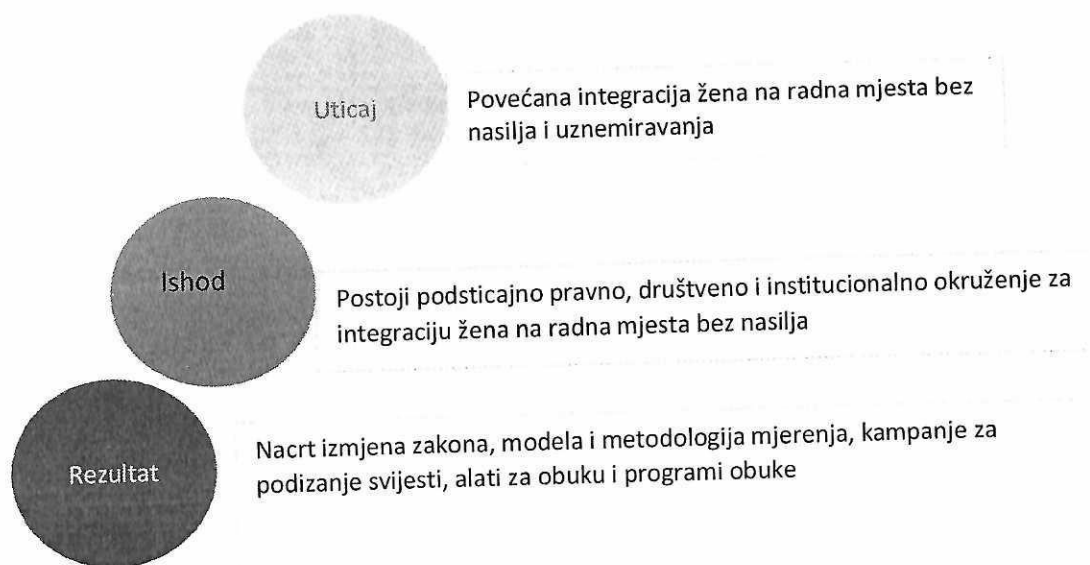 Uticaj
Povećana integracija žena na radna mjesta bez
nasilja i uznemiravanja
Ishod
Postoji podsticajno pravno, društveno i institucionalno okruženje za
integraciju žena na radna mjesta bez nasilja
Rezultat
Nacrt izmjena zakona, modela i metodologija mjerenja, kampanje za
podizanje svijesti, alati za obuku i programi obuke